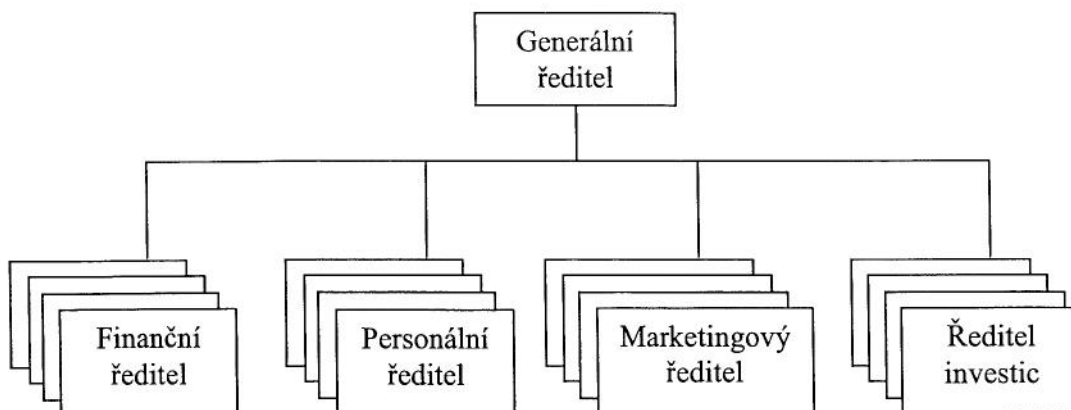 Generální
ředitel
Finanční
ředitel
Personální
ředitel
Marketingový
ředitel
Ředitel
investic